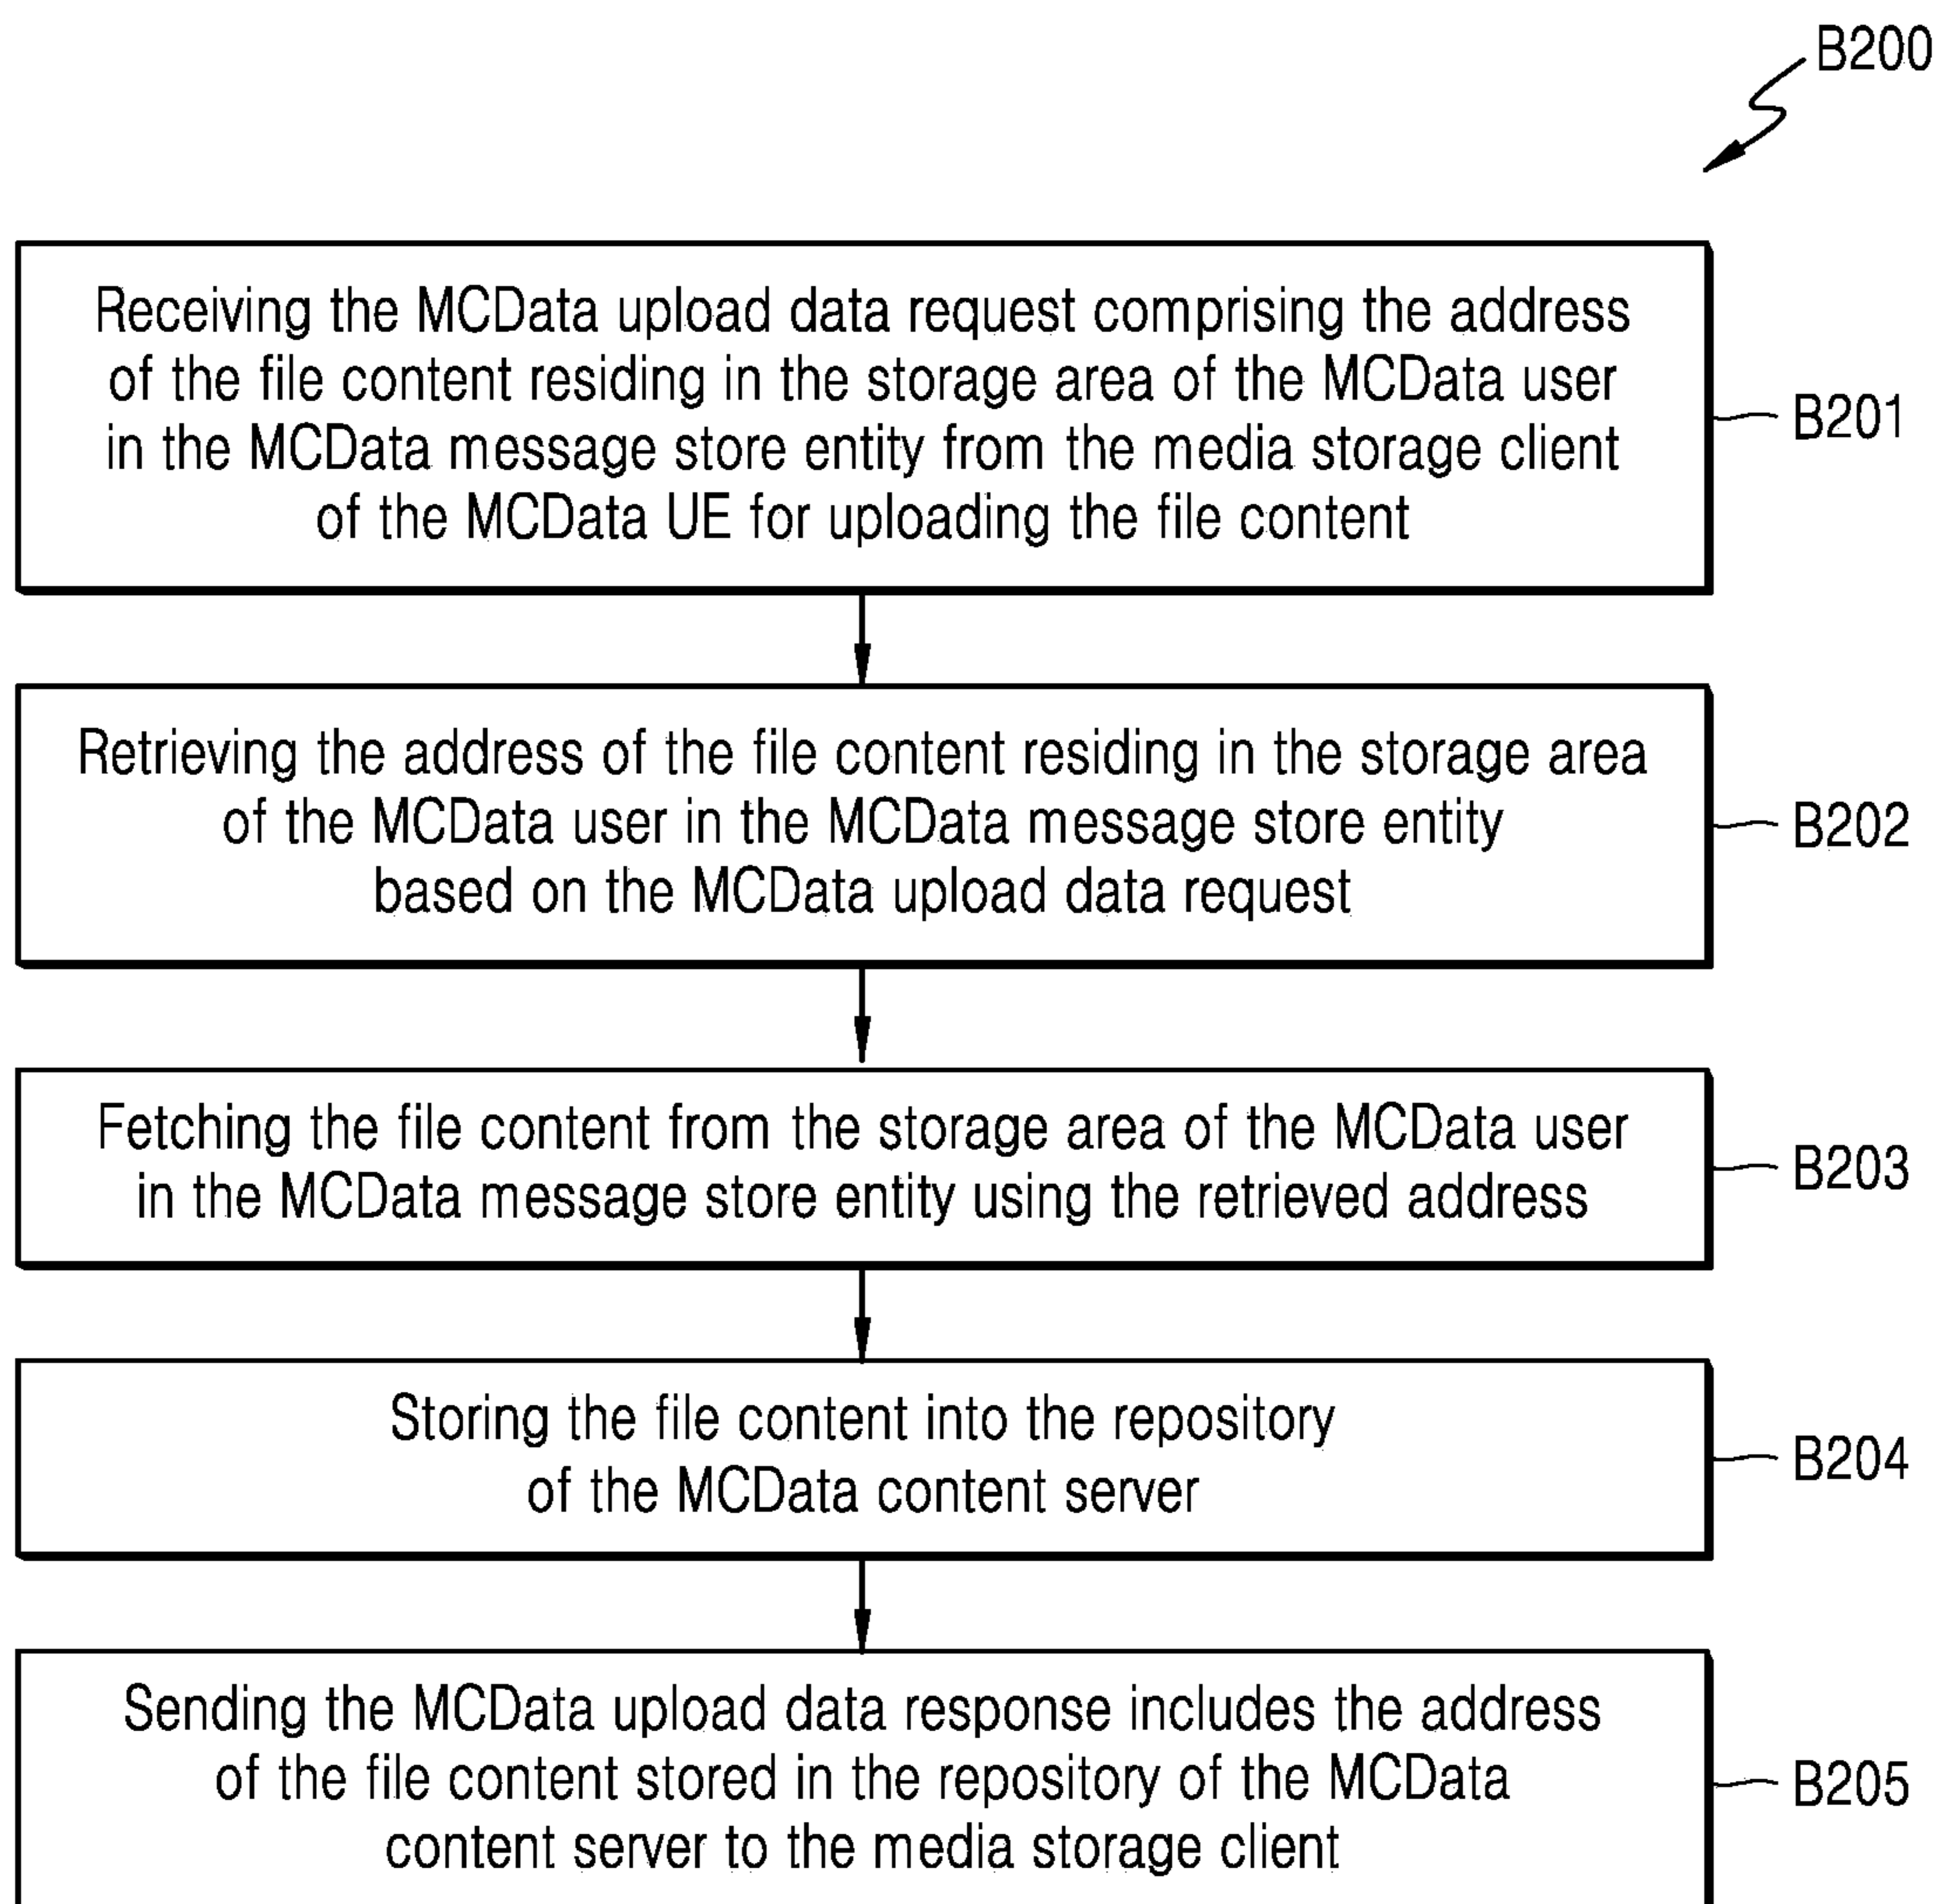 B200
Receiving the MCData upload data request comprising the address
of the file content residing in the storage area of the MCData user
in the MCData message store entity from the media storage client
of the MCData UE for uploading the file content
B201
Retrieving the address of the file content residing in the storage area
of the MCData user in the MCData message store entity
based on the MCData upload data request
B202
Fetching the file content from the storage area of the MCData user
in the MCData message store entity using the retrieved address
B203
Storing the file content into the repository
of the MCData content server
B204
Sending the MCData upload data response includes the address
of the file content stored in the repository of the MCData
content server to the media storage client
B205